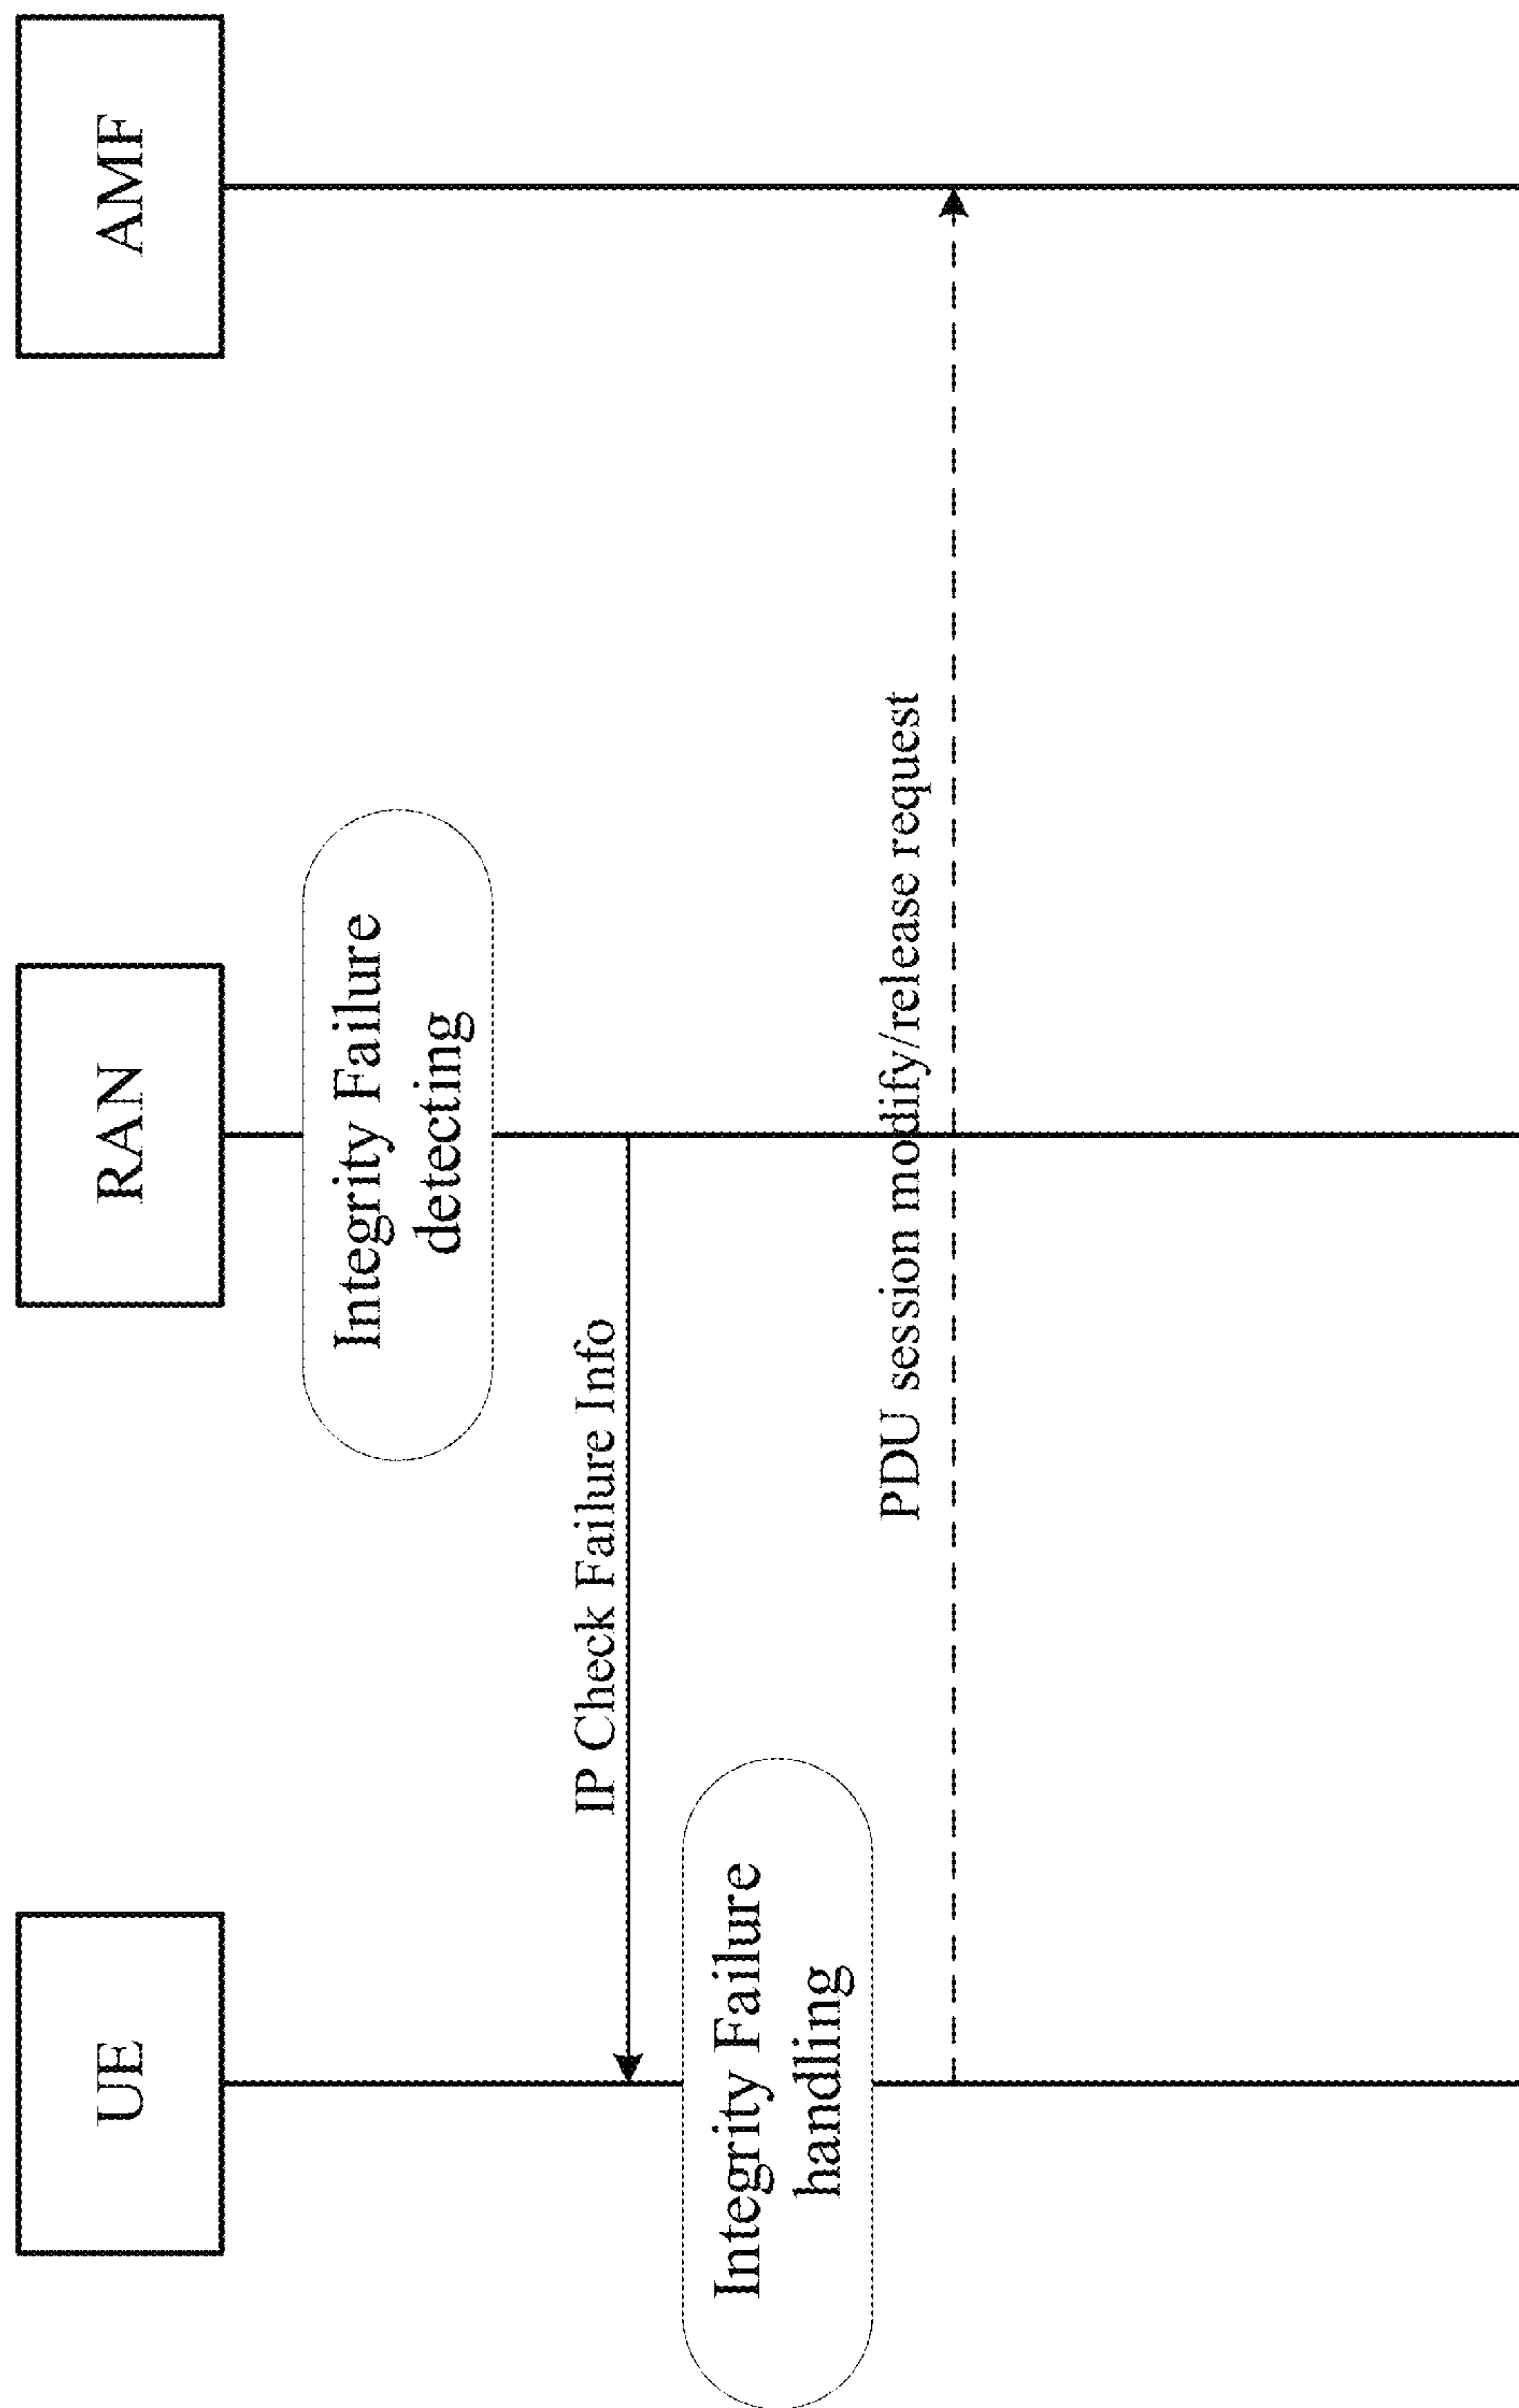 UE
RAN
AMF
Integrity Failure
detecting
IP Check Failure Info
Integrity Failure
handling
PDU session modify/release request